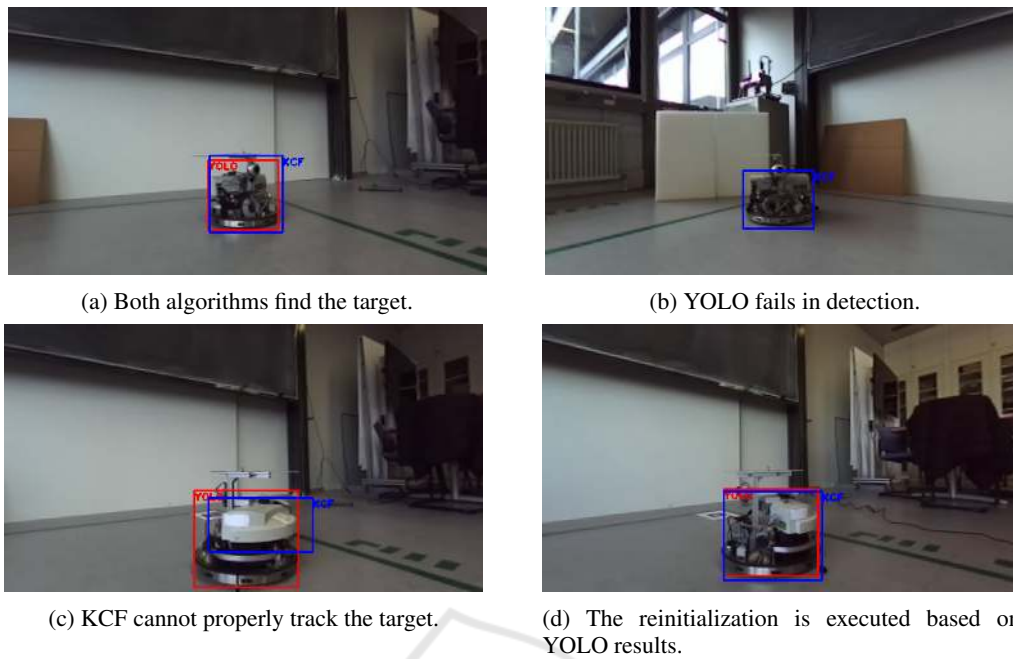 YOLO
KCF
KCF
(a) Both algorithms find the target.
(b) YOLO fails in detection.
YOLO
KCF
YOLO
KCF
(c) KCF cannot properly track the target.
(d) The reinitialization is executed based on
YOLO results.